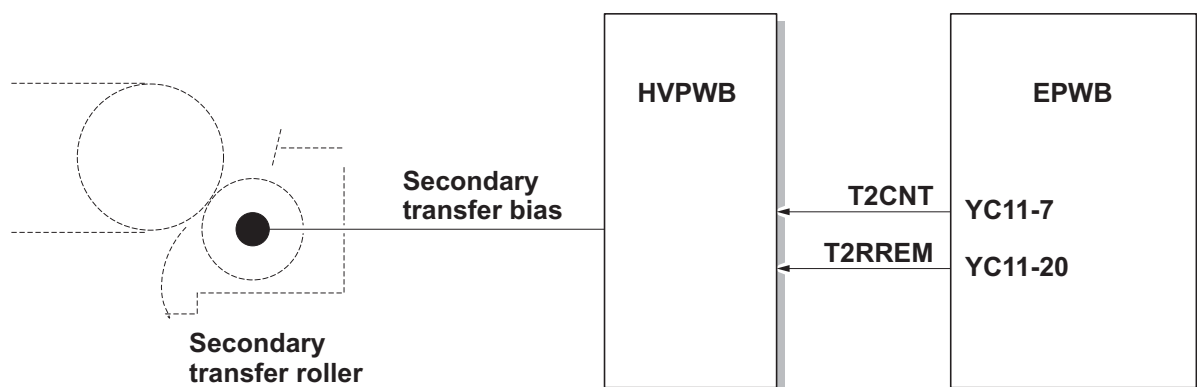 HVPWB
EPWB
Secondary
transfer bias
T2CNT
YC11-7
T2RREM
YC11-20
Secondary
transfer roller